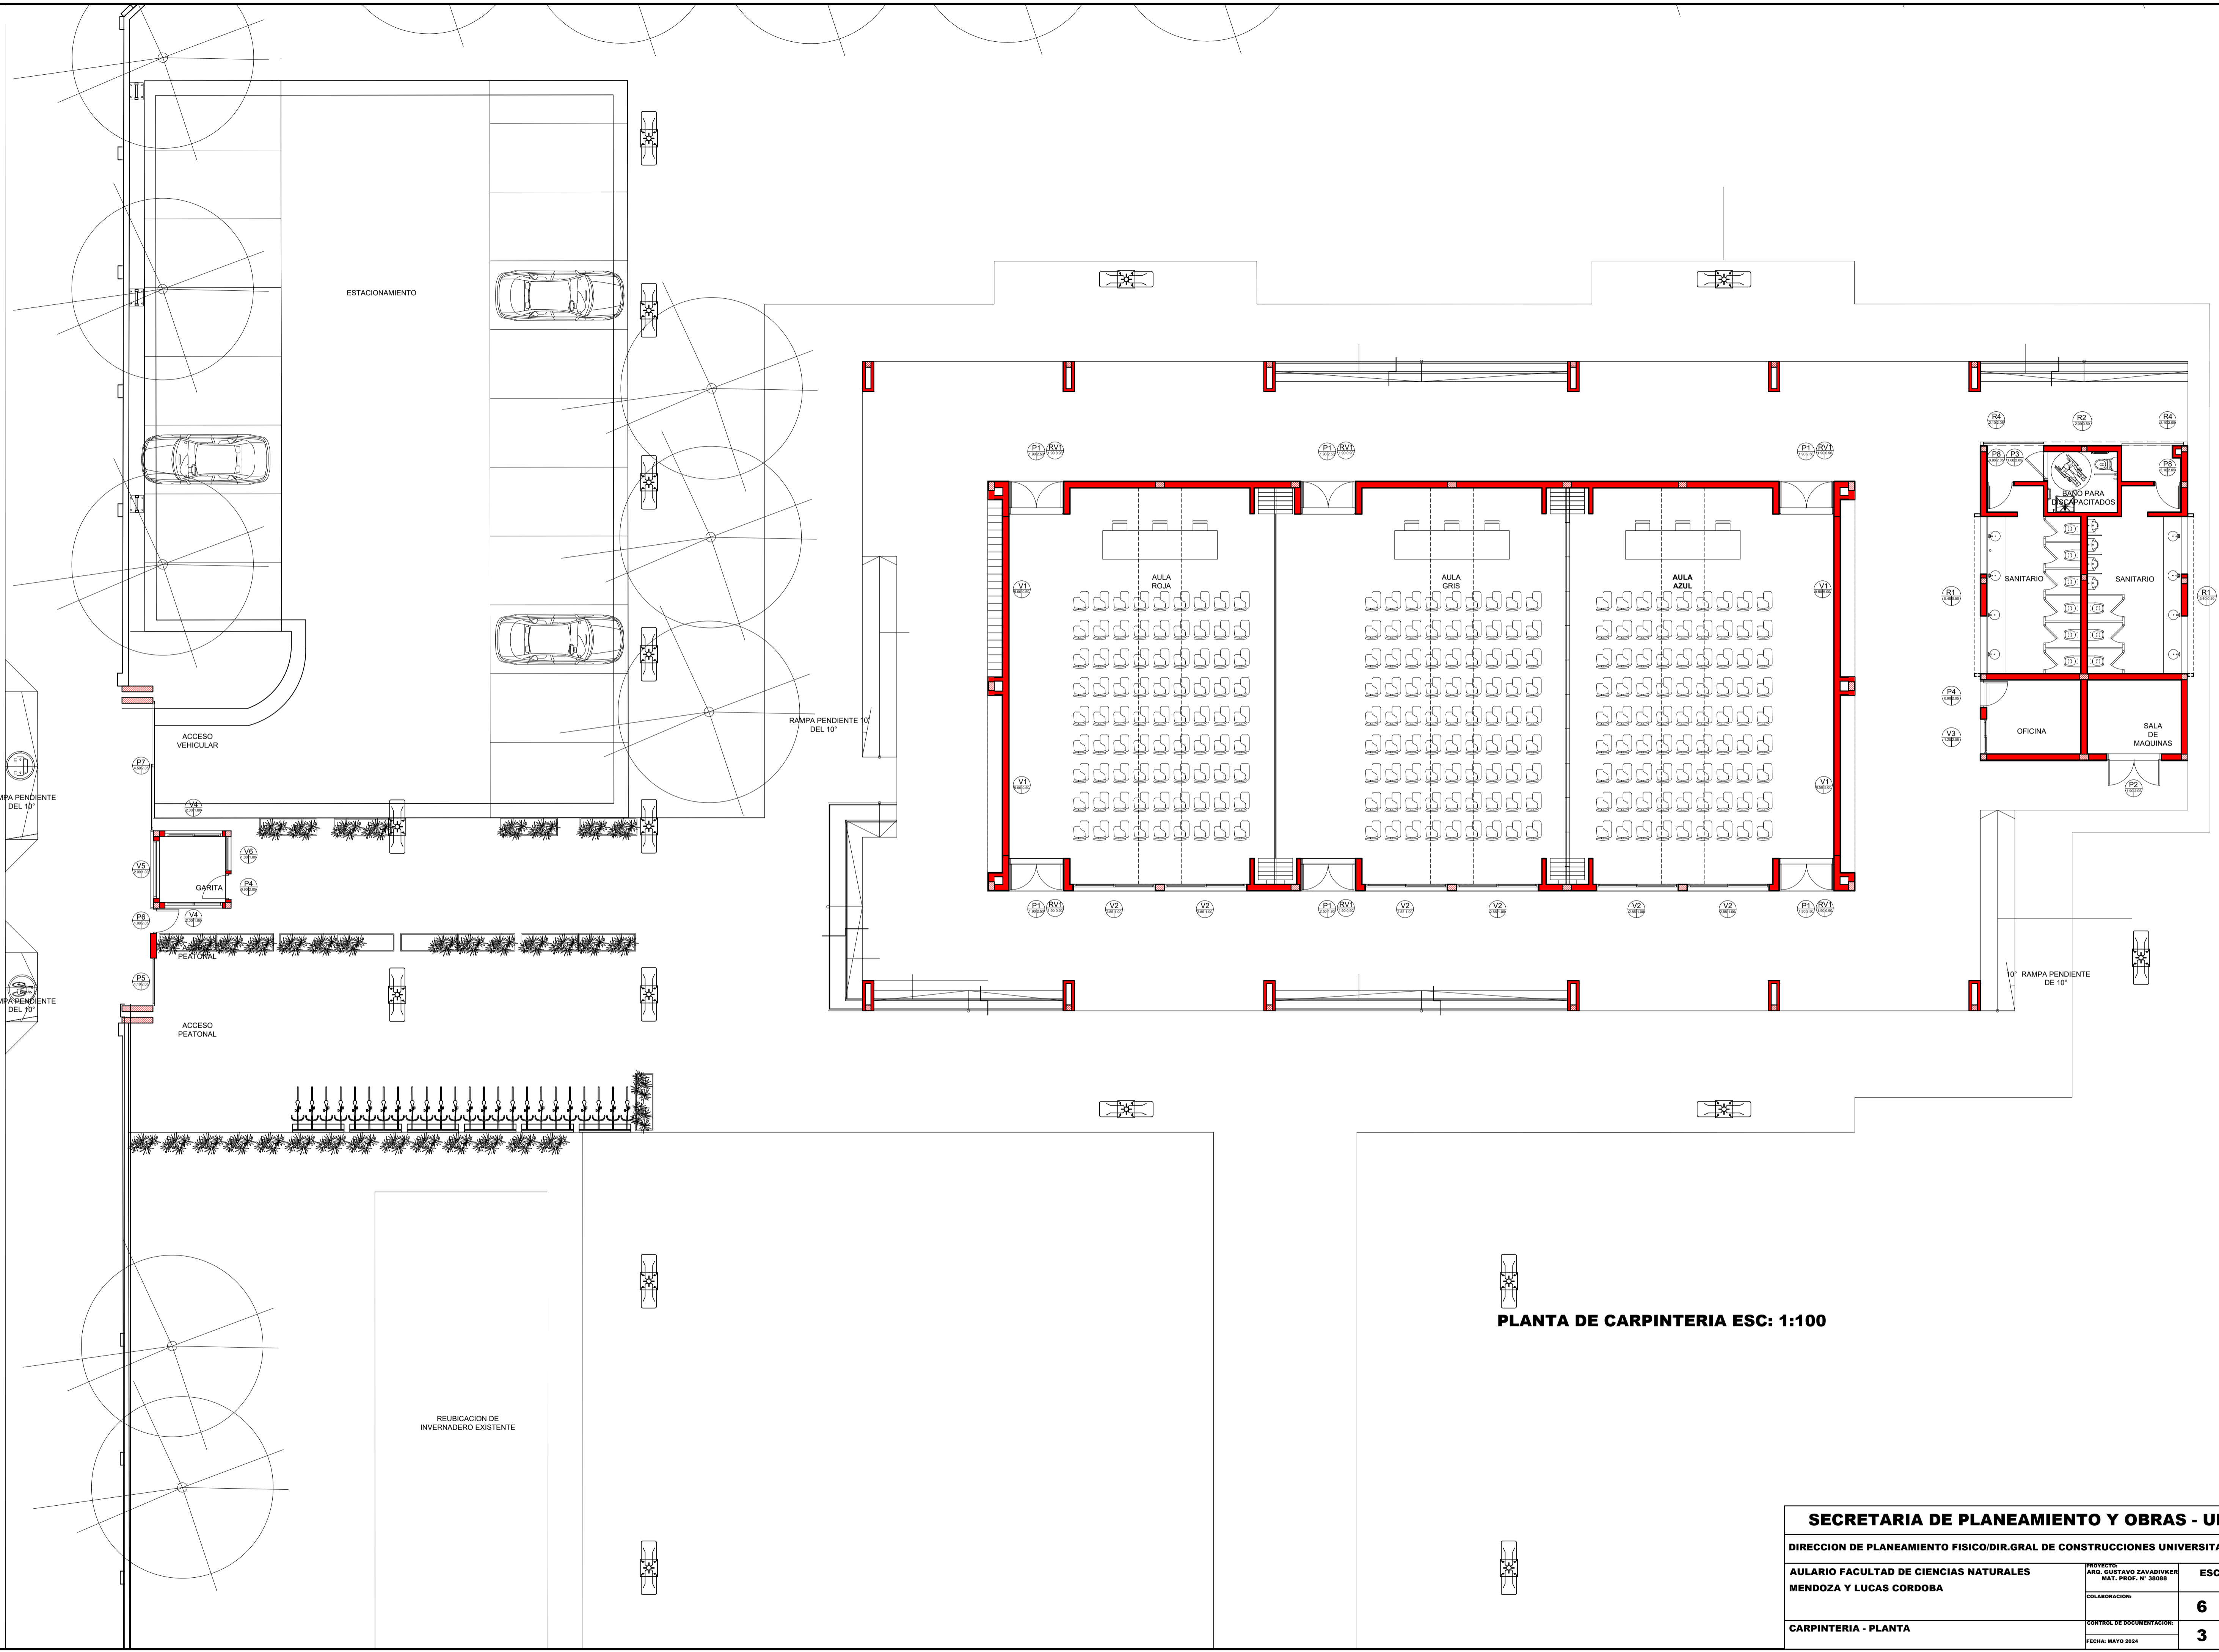 ESTACIONAMIENTO
R4
R2
R4
P1 RV1
P1 RV1
P1 RV1
P8 P3
P8
BAÑO PARA
DISCAPACITADOS
AULA
ROJA
AULA
GRIS
AULA
AZUL
V1
V1
SANITARIO
SANITARIO
R1
R1
RAMPA PENDIENTE 10°
DEL 10°
P4
V3
OFICINA
SALA
DE
MAQUINAS
P2
ACCESO
VEHICULAR
P7
PENDIENTE
DEL 10°
V4
V1
V1
V5
V6
GARITA
P4
P6
V4
P1 RV1
V2
V2
P1 RV1
V2
V2
V2
V2
P1 RV1
PEATONAL
P5
PENDIENTE
DEL 10°
10° RAMPA PENDIENTE
DE 10°
ACCESO
PEATONAL
PLANTA DE CARPINTERIA ESC: 1:100
REUBICACION DE
INVERNADERO EXISTENTE
SECRETARIA DE PLANEAMIENTO Y OBRAS -
DIRECCION DE PLANEAMIENTO FISICO/DIR.GRAL DE CONSTRUCCIONES
AULARIO FACULTAD DE CIENCIAS NATURALES
MENDOZA Y LUCAS CORDOBA
PROYECTO:
ARQ. GUSTAVO ZAVADIVKER
MAT. PROF. N° 38088
ESC
COLABORACION:
6
CARPINTERIA - PLANTA
CONTROL DE DOCUMENTACION:
FECHA: MAYO 2024
3